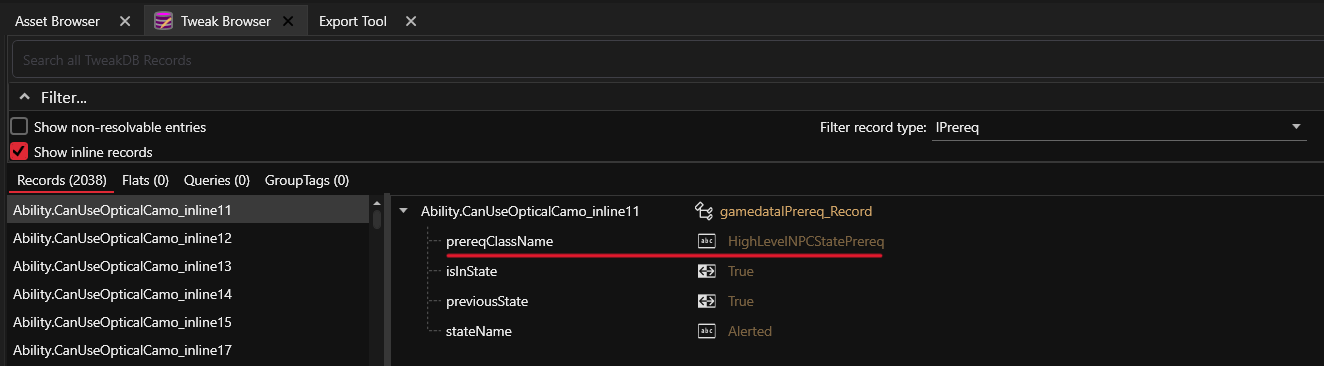 Asset Browser Tweak Browser Export Tool
Search all TweakDB Records
Filter...
Show non-resolvable entries Filter record type: IPrereq
Show inline records
Records (2038) Flats (0) Queries (0) GroupTags (0)
Ability.CanUseOpticalCamo_inline11
Ability.CanUseOpticalCamo_inline12
Ability.CanUseOpticalCamo_inline13
Ability.CanUseOpticalCamo_inline14
Ability.CanUseOpticalCamo_inline15
Ability.CanUseOpticalCamo_inline17
Ability.CanUseOpticalCamo_inline11 gamedataIPrereq_Record
prereqClassName abc HighLevelNPCStatePrereq
isInState True
previousState True
stateName abc Alerted